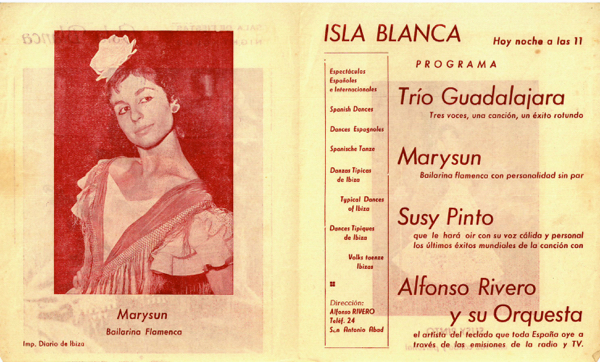 Marysun
Bailarina Flamenca
Imp. Diario de Ibiza
ISLA BLANCA
Hoy noche a las 11
PROGRAMA
Espectáculos
Españoles
e Internacionales
Spanish Dances
Dances Espagnoles
Spanische Tanze
Danzas Típicas
de Ibiza
Typical Dances
of Ibiza
Dances Tipiques
de Ibiza
Volks taenze
Ibizas
Dirección:
Alfonso RIVERO
Teléf. 24
San Antonio Abad
Trío Guadalajara
Tres voces, una canción, un éxito rotundo
Marysun
Bailarina flamenca con personalidad sin par
Susy Pinto
que le hará oir con su voz cálida y personal
los últimos éxitos mundiales de la canción con
Alfonso Rivero
y su Orquesta
el artista del teclado que toda España oye a
través de las emisiones de la radio y TV.